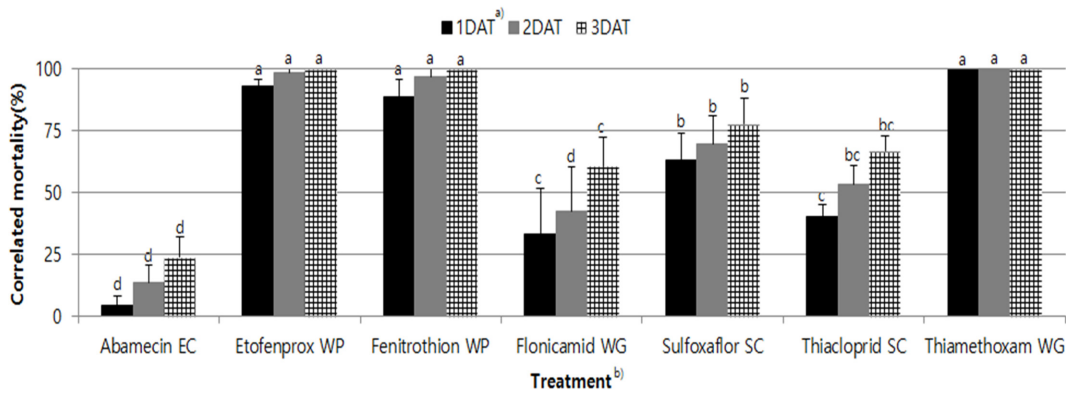 1DAT a) 2DAT 3DAT
a a a a a a a a a
100
b
b b
bc
c
75
bc
d
c
c
50
d
d
d
25
0
Correlated mortality(%)
Abamecin EC Etofenprox WP Fenitrothion WP Flonicamid WG Sulfoxaflor SC Thiacloprid SC Thiamethoxam WG
Treatment b)